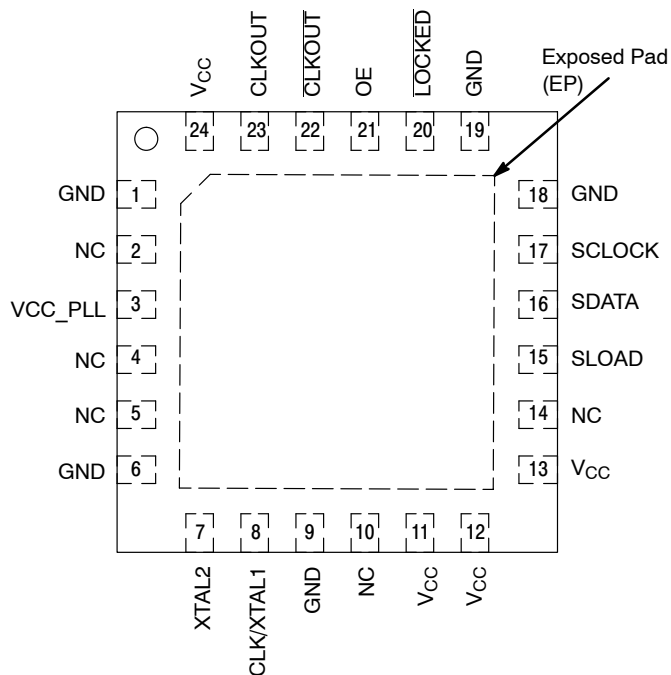 VCC
CLKOUT
CLKOUT
OE
LOCKED
GND
Exposed Pad
(EP)
24
23
22
21
20
19
GND 1
NC 2
VCC_PLL 3
NC 4
NC 5
GND 6
18 GND
17 SCLOCK
16 SDATA
15 SLOAD
14 NC
13 VCC
7
8
9
10
11
12
XTAL2
CLK/XTAL1
GND
NC
VCC
VCC